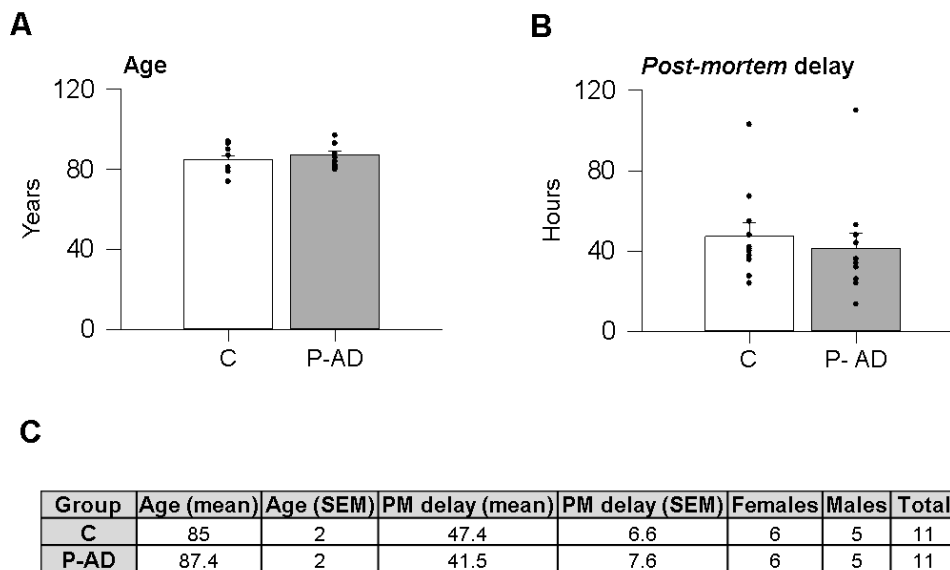 A
Age
120
80
40
0
Years
C P-AD
B
Post-mortem delay
120
80
40
0
Hours
C P- AD
C
Group Age (mean) Age (SEM) PM delay (mean) PM delay (SEM) Females Males Total
C 85 2 47.4 6.6 6 5 11
P-AD 87.4 2 41.5 7.6 6 5 11